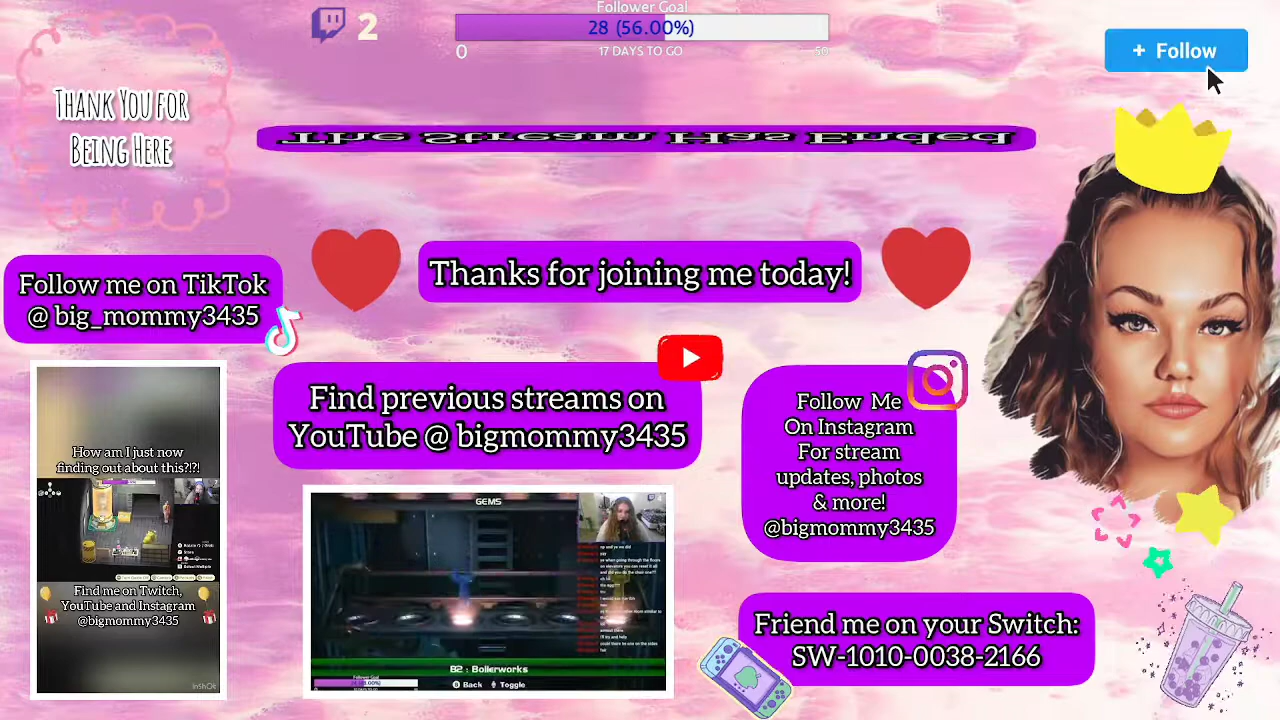 Follower Goal
2
28 (56.00%)
0
17 DAYS TO GO
50
+ Follow
Thank You for
Being Here
The Stream Has Ended
Thanks for joining me today!
Follow me on TikTok
@ big_mommy3435
Find previous streams on
YouTube @ bigmommy3435
Follow Me
On Instagram
For stream
updates, photos
& more!
@bigmommy3435
How am I just now
finding out about this?!?!
Find me on Twitch,
YouTube and Instagram
InShOt
GEMS
B2 : Boilerworks
Follower Goal
Back
Toggle
Friend me on your Switch:
SW-1010-0038-2166